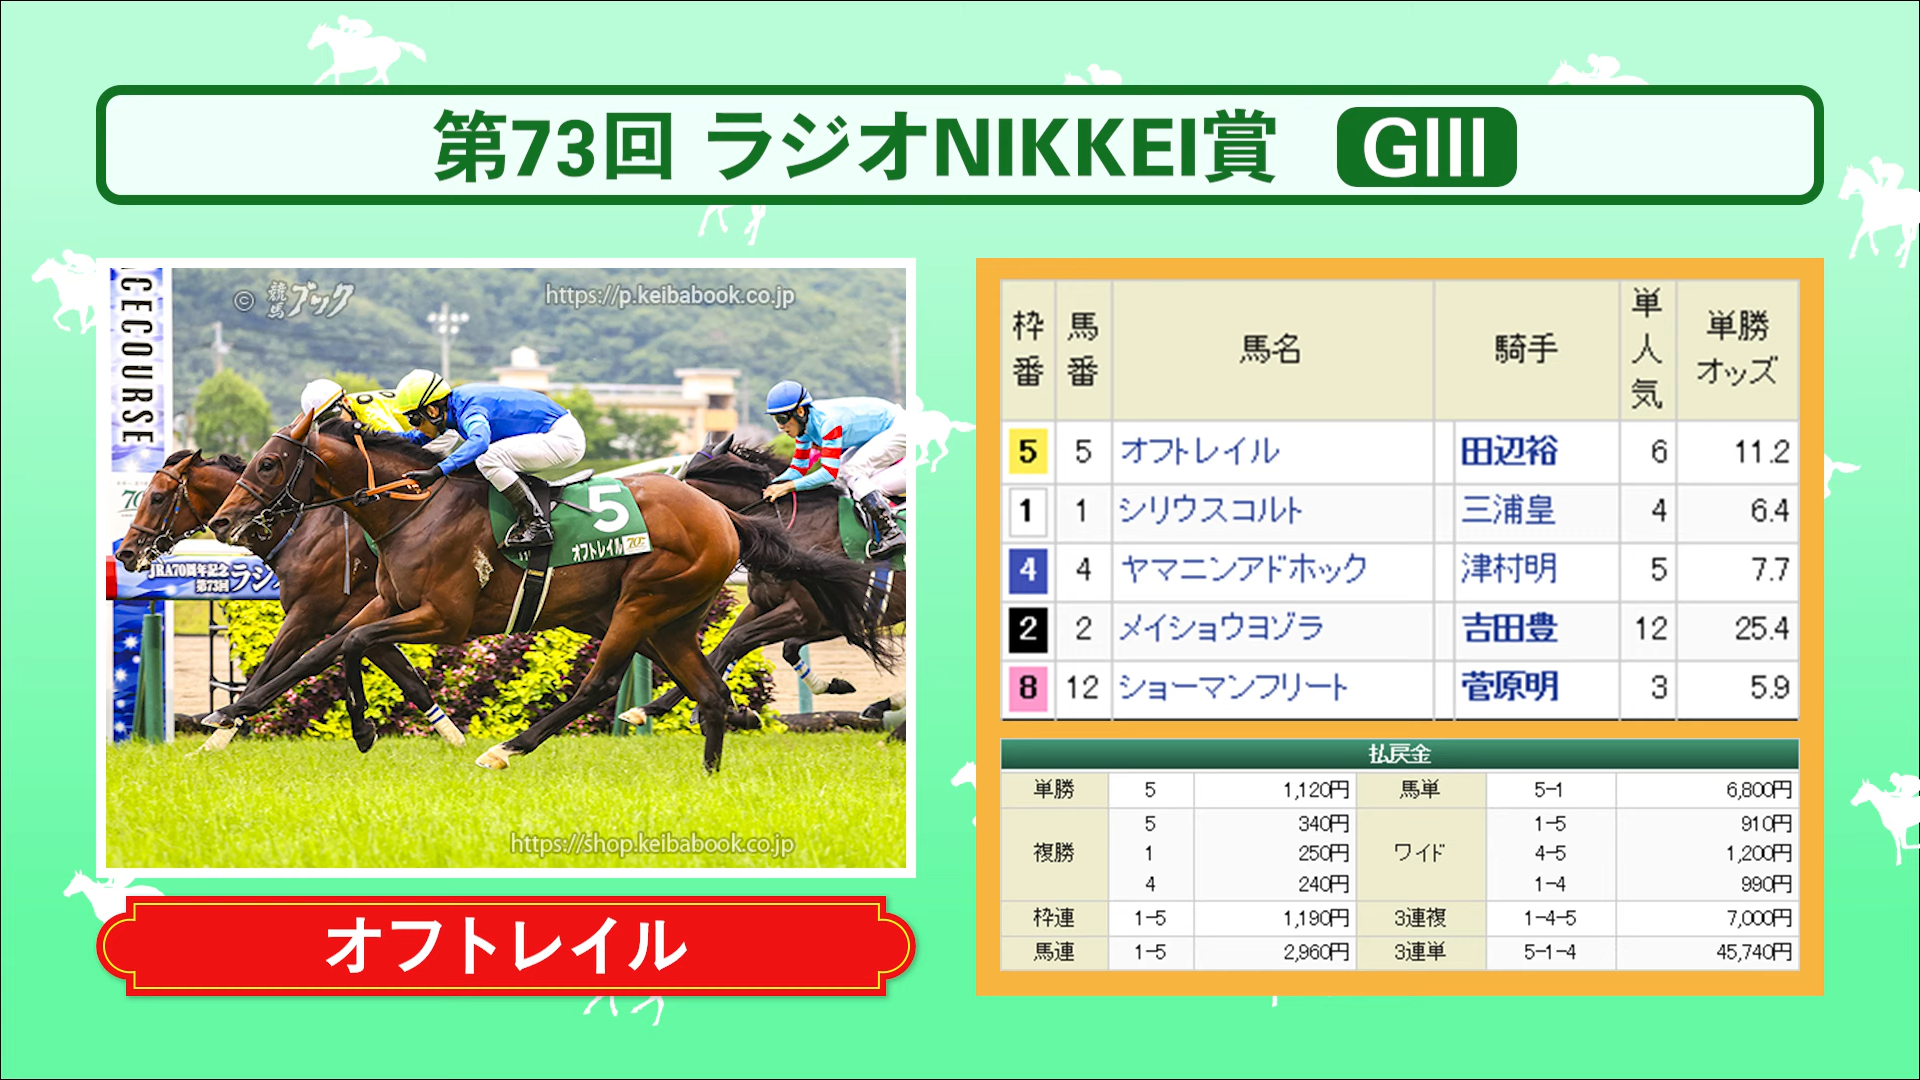 第73回 ラジオNIKKEI賞 GIII
CECOURSE
© 競馬ブック
https://p.keibabook.co.jp
70
JRA70周年記念
第73回 ラジ
5
オフトレイル 70th
https://shop.keibabook.co.jp
オフトレイル
枠番 馬番 馬名 騎手 単人気 単勝オッズ
5 5 オフトレイル 田辺裕 6 11.2
1 1 シリウスコルト 三浦皇 4 6.4
4 4 ヤマニンアドホック 津村明 5 7.7
2 2 メイショウヨゾラ 吉田豊 12 25.4
8 12 ショーマンフリート 菅原明 3 5.9
払戻金
単勝 5 1,120円 馬単 5-1 6,800円
複勝 5 340円 ワイド 1-5 910円
1 250円 4-5 1,200円
4 240円 1-4 990円
枠連 1-5 1,190円 3連複 1-4-5 7,000円
馬連 1-5 2,960円 3連単 5-1-4 45,740円